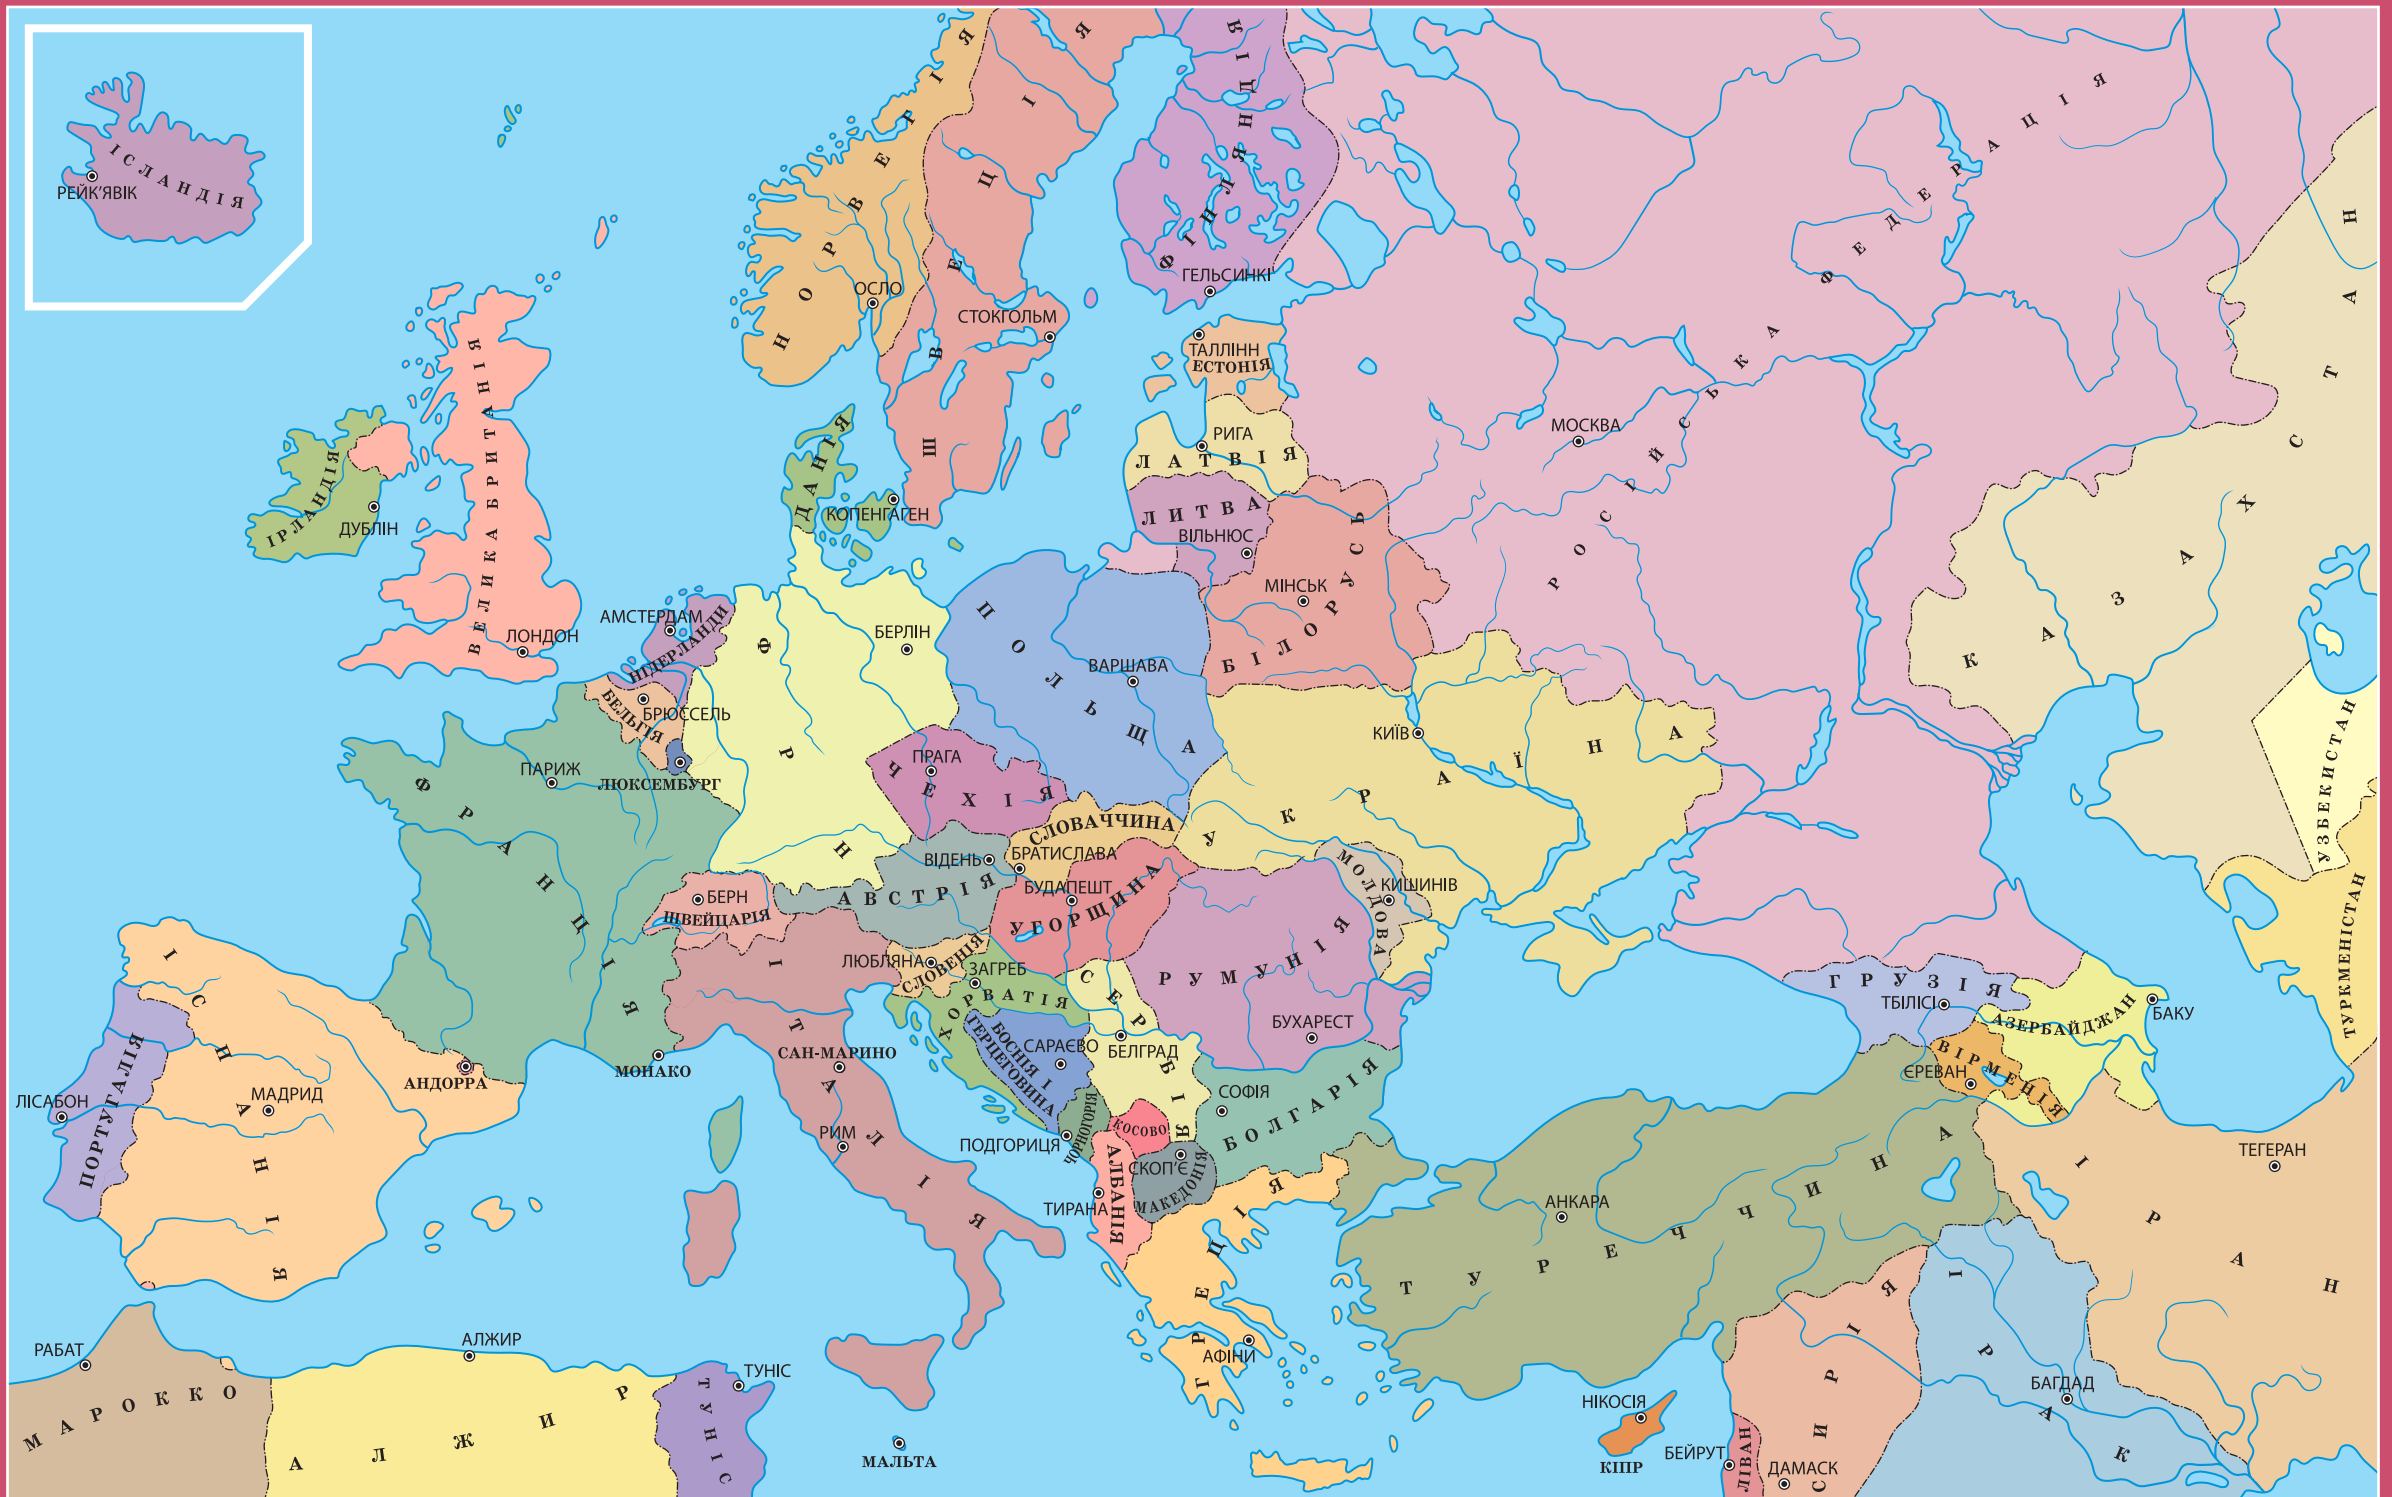 ІСЛАНДІЯ
РЕЙК'ЯВІК
НОРВЕГІЯ
ОСЛО
ШВЕЦІЯ
СТОКГОЛЬМ
ФІНЛЯНДІЯ
ГЕЛЬСИНКІ
ТАЛЛІНН
ЕСТОНІЯ
РИГА
ЛАТВІЯ
ЛИТВА
ВІЛЬНЮС
РОСІЙСЬКА ФЕДЕРАЦІЯ
МОСКВА
КАЗАХСТАН
УЗБЕКИСТАН
ТУРКМЕНІСТАН
ВЕЛИКА БРИТАНІЯ
ЛОНДОН
ІРЛАНДІЯ
ДУБЛІН
ДАНІЯ
КОПЕНГАГЕН
АМСТЕРДАМ
НІДЕРЛАНДИ
БЕЛЬГІЯ
БРЮССЕЛЬ
ЛЮКСЕМБУРГ
ФРН
БЕРЛІН
ПОЛЬЩА
ВАРШАВА
БІЛОРУСЬ
МІНСЬК
УКРАЇНА
КИЇВ
ФРАНЦІЯ
ПАРИЖ
ПРАГА
ЧЕХІЯ
СЛОВАЧЧИНА
БРАТИСЛАВА
ВІДЕНЬ
АВСТРІЯ
БУДАПЕШТ
УГОРЩИНА
МОЛДОВА
КИШИНІВ
БЕРН
ШВЕЙЦАРІЯ
ЛЮБЛЯНА
СЛОВЕНІЯ
ЗАГРЕБ
ХОРВАТІЯ
СЕРБІЯ
БЕЛГРАД
РУМУНІЯ
БУХАРЕСТ
БОСНІЯ І
ГЕРЦЕГОВИНА
САРАЄВО
ІТАЛІЯ
САН-МАРИНО
РИМ
МОНАКО
АНДОРРА
ІСПАНІЯ
МАДРИД
ПОРТУГАЛІЯ
ЛІСАБОН
ПОДГОРИЦЯ
ЧОРНОГОРІЯ
КОСОВО
СОФІЯ
БОЛГАРІЯ
СКОП'Є
МАКЕДОНІЯ
ТИРАНА
АЛБАНІЯ
ГРЕЦІЯ
АФІНИ
ГРУЗІЯ
ТБІЛІСІ
АЗЕРБАЙДЖАН
БАКУ
ВІРМЕНІЯ
ЄРЕВАН
ТУРЕЧЧИНА
АНКАРА
ТЕГЕРАН
ІРАН
ІРАК
БАГДАД
СИРІЯ
ДАМАСК
ЛІВАН
БЕЙРУТ
НІКОСІЯ
КІПР
МАЛЬТА
РАБАТ
МАРОККО
АЛЖИР
АЛЖИР
ТУНІС
ТУНІС